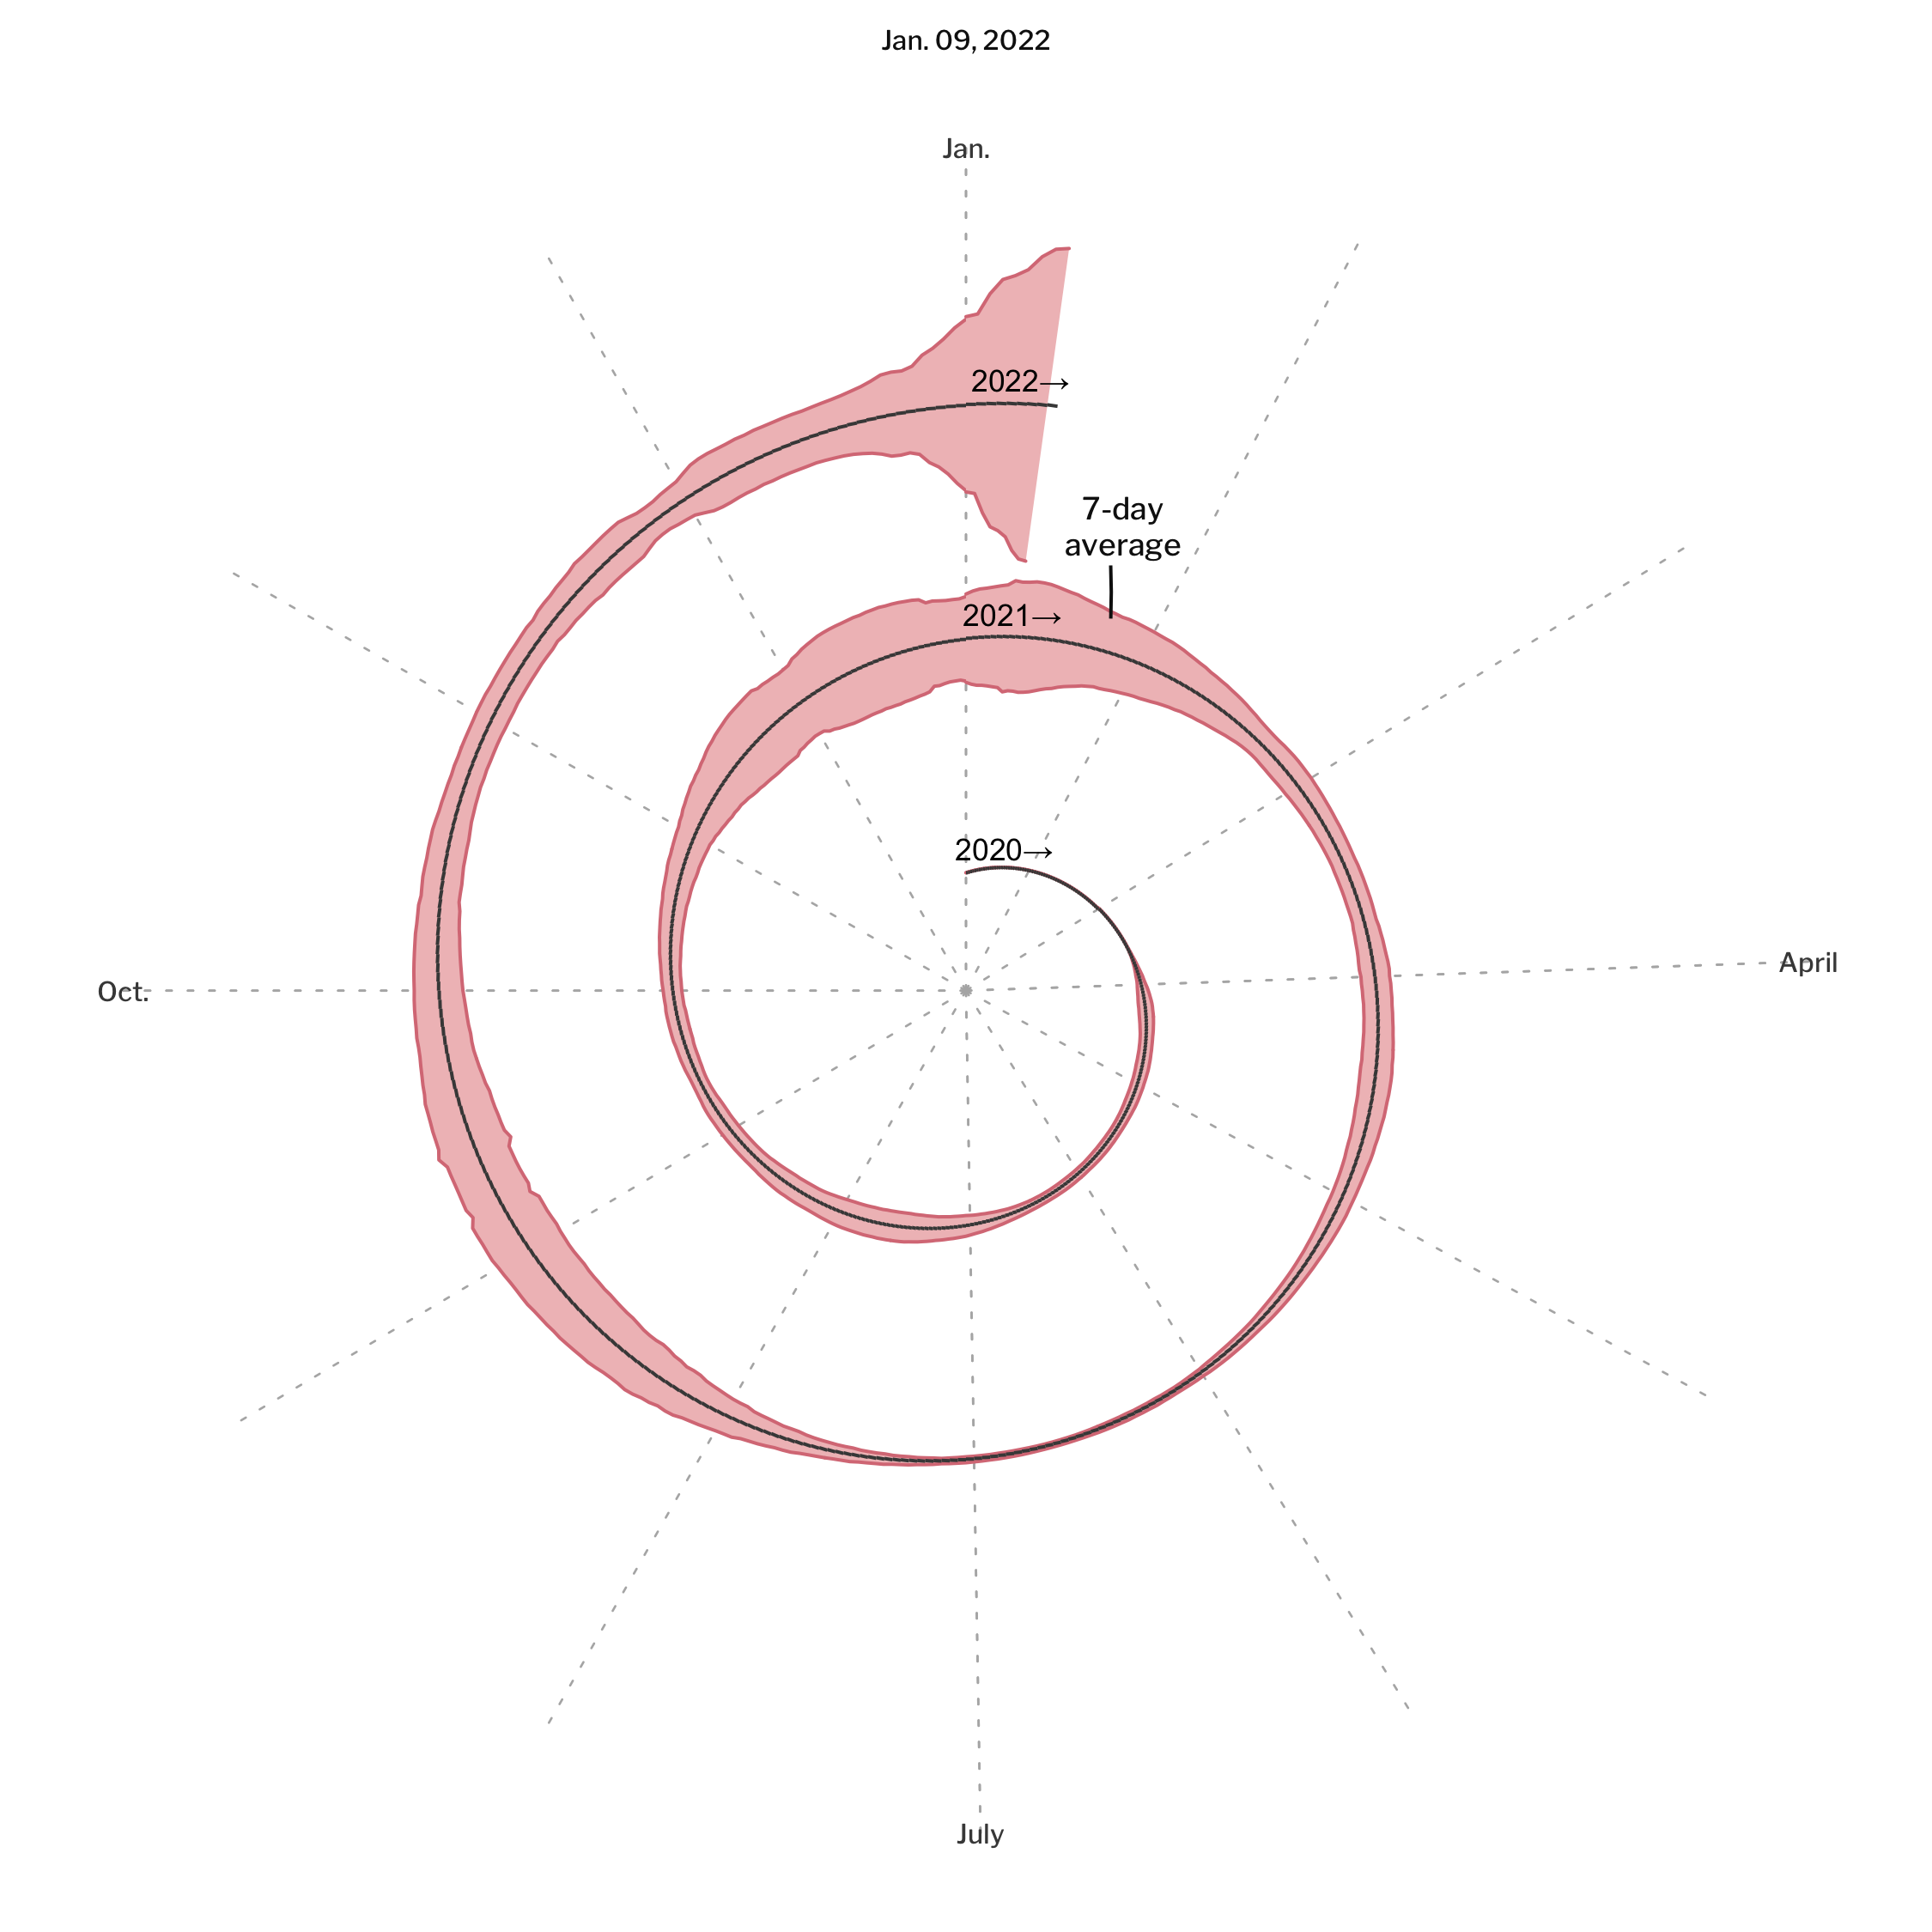 Jan. 09, 2022
Jan.
2022→
7-day
average
2021→
2020→
April
Oct.
July